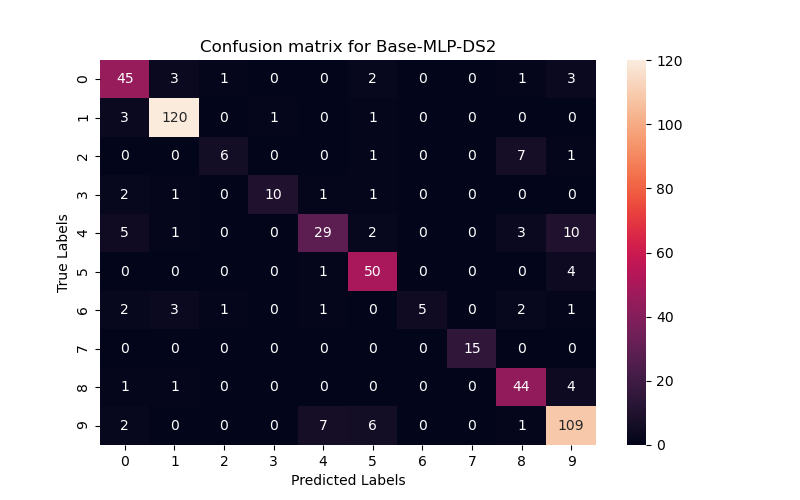 Confusion matrix for Base-MLP-DS2
True Labels
0 45 3 1 0 0 2 0 0 1 3
1 3 120 0 1 0 1 0 0 0 0
2 0 0 6 0 0 1 0 0 7 1
3 2 1 0 10 1 1 0 0 0 0
4 5 1 0 0 29 2 0 0 3 10
5 0 0 0 0 1 50 0 0 0 4
6 2 3 1 0 1 0 5 0 2 1
7 0 0 0 0 0 0 0 15 0 0
8 1 1 0 0 0 0 0 0 44 4
9 2 0 0 0 7 6 0 0 1 109
0 1 2 3 4 5 6 7 8 9
Predicted Labels
120
100
80
60
40
20
0